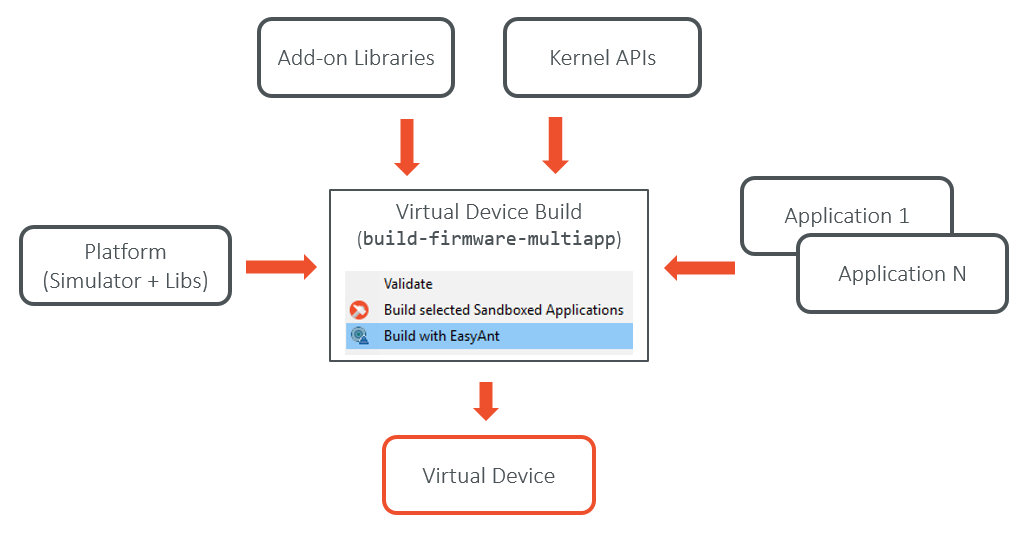 Add-on Libraries
Kernel APIs
Virtual Device Build
(build-firmware-multiapp)
Platform
(Simulator + Libs)
Application 1
Application N
Validate
Build selected Sandboxed Applications
Build with EasyAnt
Virtual Device